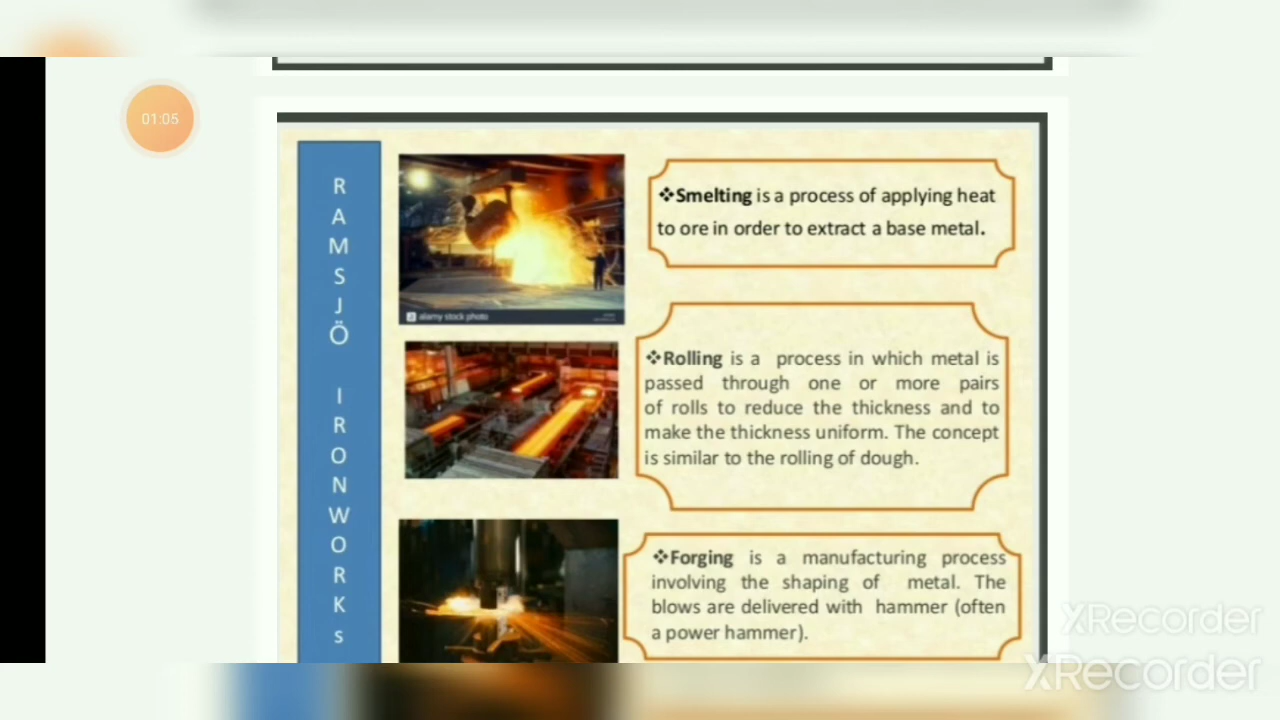 01:05
R
A
M
S
J
Ö
I
R
O
N
W
O
R
K
s
alamy stock photo
❖Smelting is a process of applying heat
to ore in order to extract a base metal.
❖Rolling is a process in which metal is
passed through one or more pairs
of rolls to reduce the thickness and to
make the thickness uniform. The concept
is similar to the rolling of dough.
❖Forging is a manufacturing process
involving the shaping of metal. The
blows are delivered with hammer (often
a power hammer).
XRecorder
XRecorder